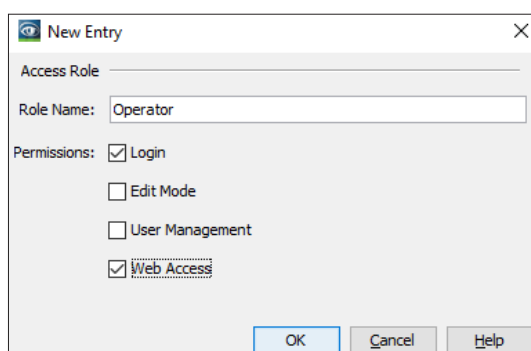 New Entry
Access Role
Role Name: Operator
Permissions: Login
Edit Mode
User Management
Web Access
OK Cancel Help